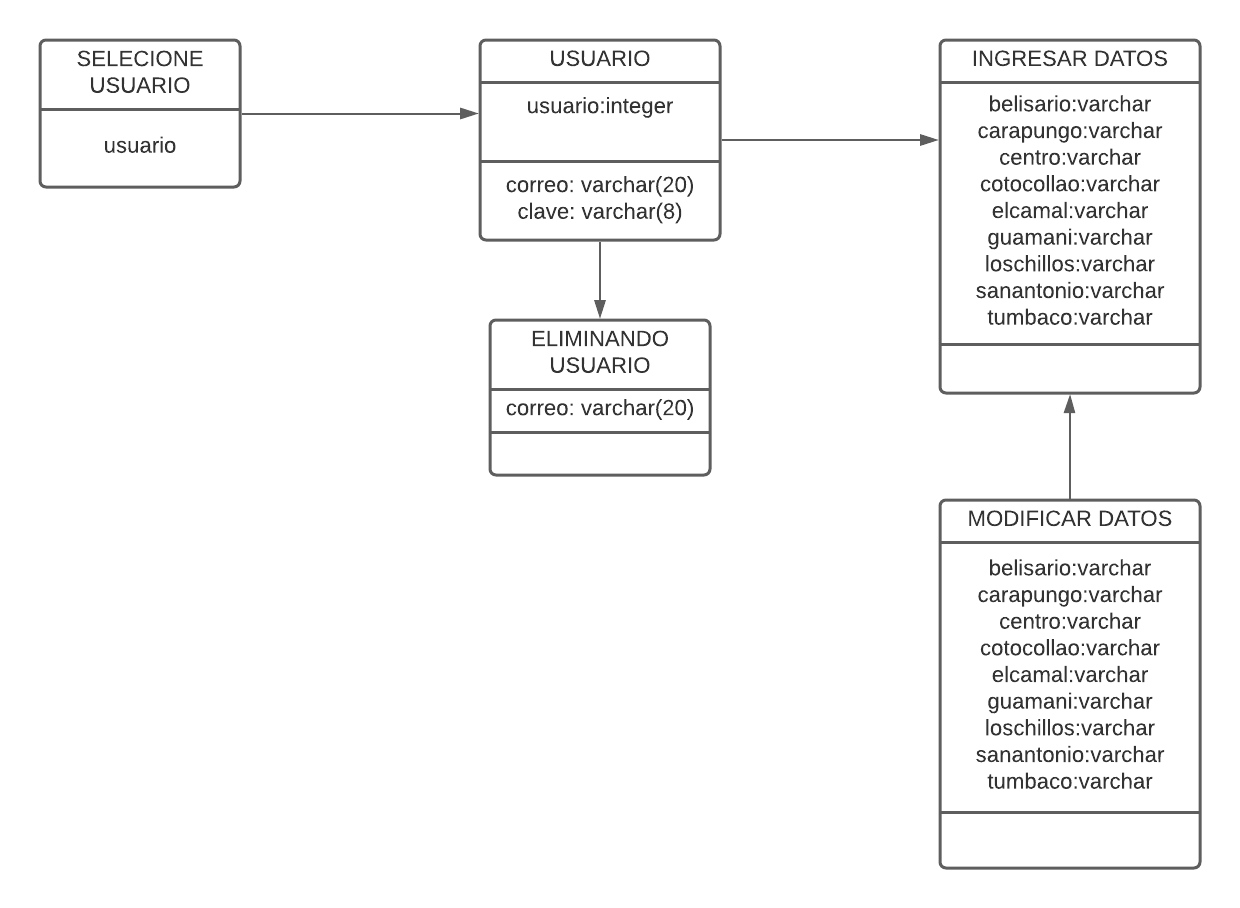 SELECIONE
USUARIO
usuario
USUARIO
usuario:integer
correo: varchar(20)
clave: varchar(8)
ELIMINANDO
USUARIO
correo: varchar(20)
INGRESAR DATOS
belisario:varchar
carapungo:varchar
centro:varchar
cotocollao:varchar
elcamal:varchar
guamani:varchar
loschillos:varchar
sanantonio:varchar
tumbaco:varchar
MODIFICAR DATOS
belisario:varchar
carapungo:varchar
centro:varchar
cotocollao:varchar
elcamal:varchar
guamani:varchar
loschillos:varchar
sanantonio:varchar
tumbaco:varchar